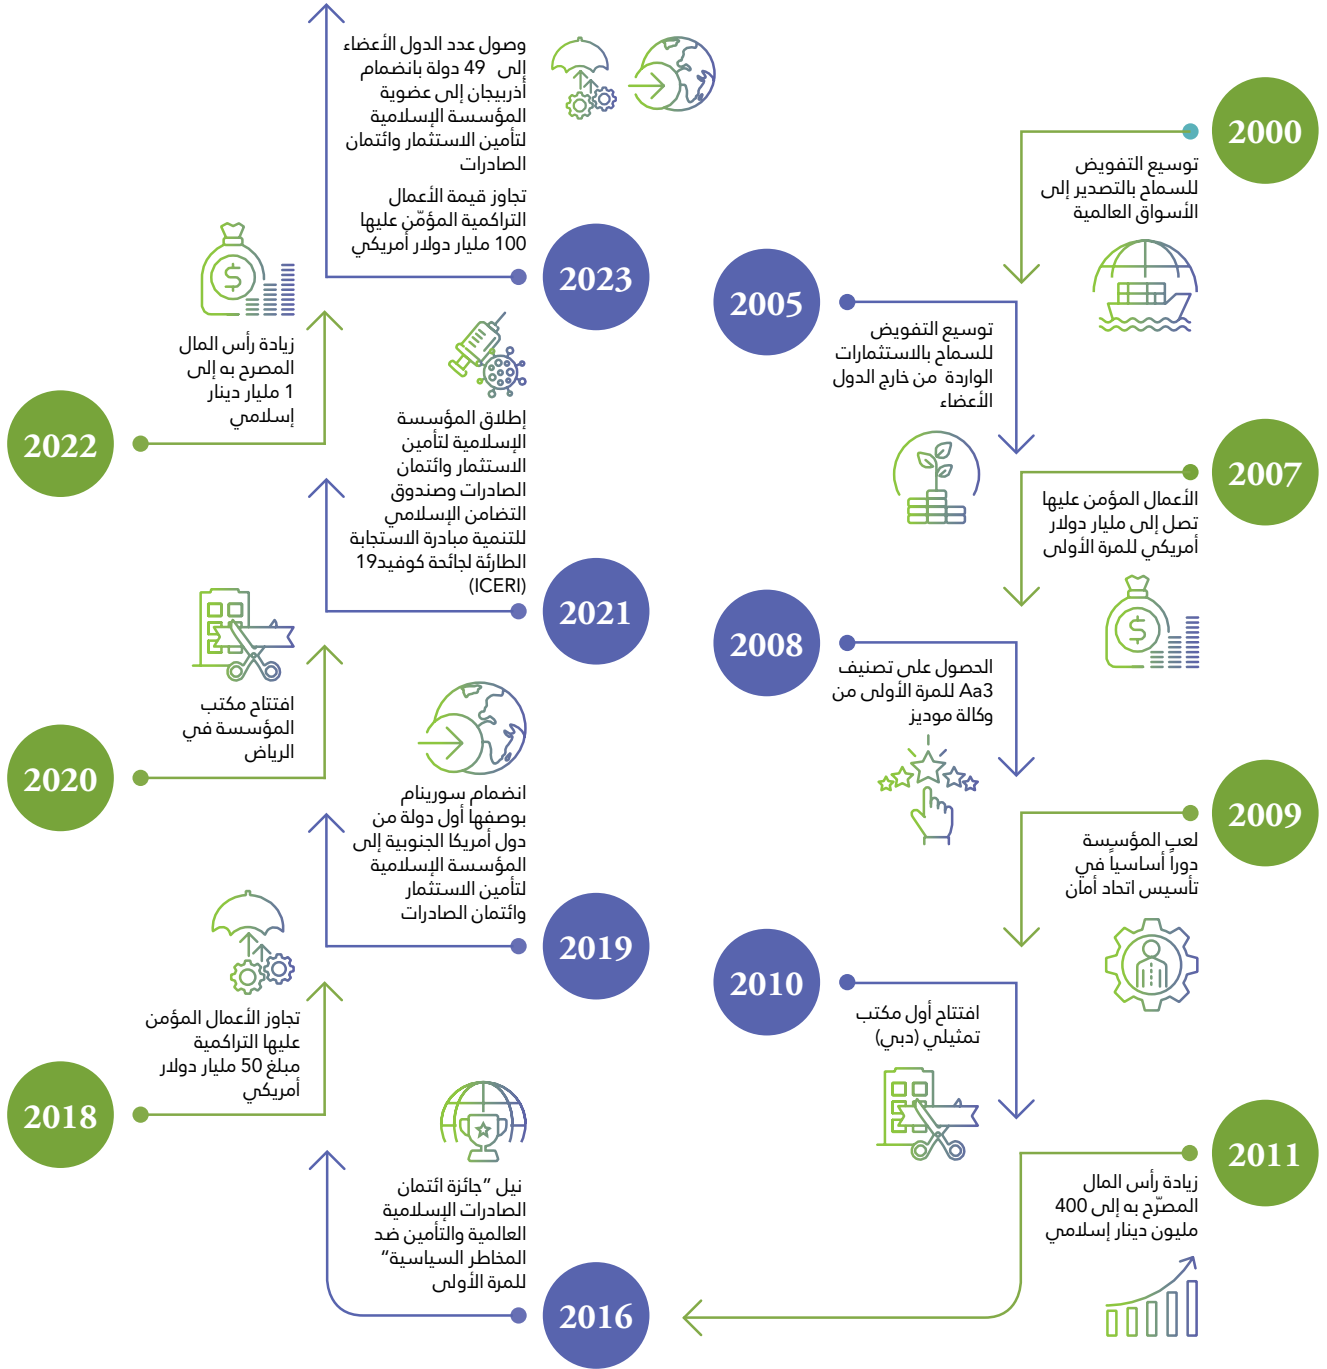 2000
توسيع التفويض
للسماح بالتصدير إلى
الأسواق العالمية
2005
توسيع التفويض
للسماح بالاستثمارات
الواردة من خارج الدول
الأعضاء
2007
الأعمال المؤمن عليها
تصل إلى مليار دولار
أمريكي للمرة الأولى
2008
الحصول على تصنيف
Aa3 للمرة الأولى من
وكالة موديز
2009
لعب المؤسسة
دوراً أساسياً في
تأسيس اتحاد أمان
2010
افتتاح أول مكتب
تمثيلي (دبي)
2011
زيادة رأس المال
المصرّح به إلى 400
مليون دينار إسلامي
2016
نيل “جائزة ائتمان
الصادرات الإسلامية
العالمية والتأمين ضد
المخاطر السياسية“
للمرة الأولى
2018
تجاوز الأعمال المؤمن
عليها التراكمية
مبلغ 50 مليار دولار
أمريكي
2019
انضمام سورينام
بوصفها أول دولة من
دول أمريكا الجنوبية إلى
المؤسسة الإسلامية
لتأمين الاستثمار
وائتمان الصادرات
2020
افتتاح مكتب
المؤسسة في
الرياض
2021
إطلاق المؤسسة
الإسلامية لتأمين
الاستثمار وائتمان
الصادرات وصندوق
التضامن الإسلامي
للتنمية مبادرة الاستجابة
الطارئة لجائحة كوفيد19
(ICERI)
2022
زيادة رأس المال
المصرح به إلى
1 مليار دينار
إسلامي
2023
وصول عدد الدول الأعضاء
إلى 49 دولة بانضمام
أذربيجان إلى عضوية
المؤسسة الإسلامية
لتأمين الاستثمار وائتمان
الصادرات
تجاوز قيمة الأعمال
التراكمية المؤمّن عليها
100 مليار دولار أمريكي